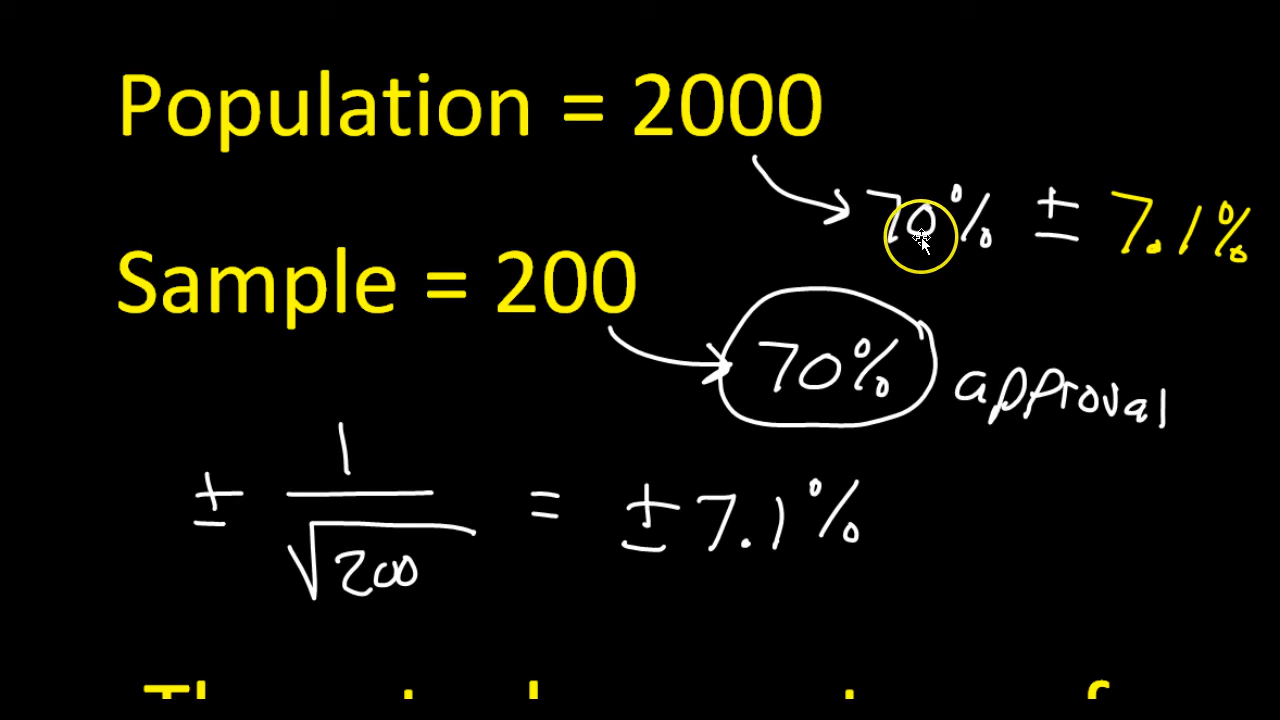 Population = 2000
70% ± 7.1%
Sample = 200
70% approval
± 1/√200 = ± 7.1%